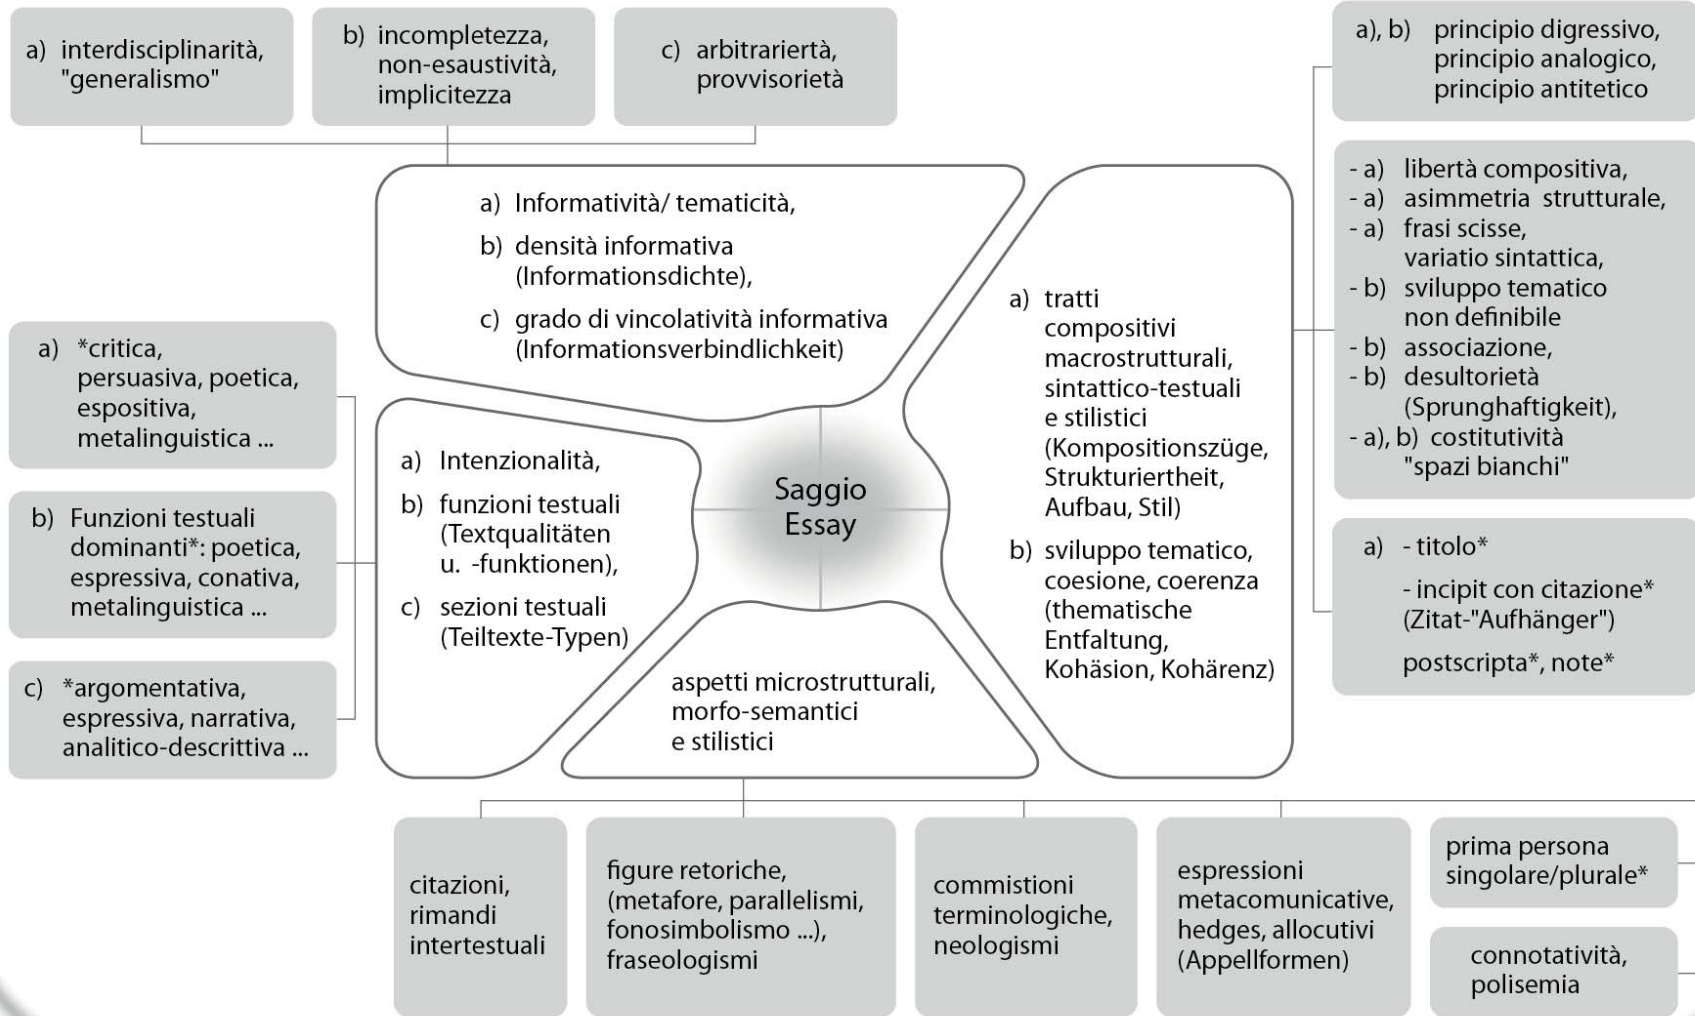 a) interdisciplinarità,
"generalismo"
b) incompletezza,
non-esaustività,
implicitezza
c) arbitrariertà,
provvisorietà
a) Informatività/ tematicità,
b) densità informativa
(Informationsdichte),
c) grado di vincolatività informativa
(Informationsverbindlichkeit)
a) *critica,
persuasiva, poetica,
espositiva,
metalinguistica ...
b) Funzioni testuali
dominanti*: poetica,
espressiva, conativa,
metalinguistica ...
c) *argomentativa,
espressiva, narrativa,
analitico-descrittiva ...
a) Intenzionalità,
b) funzioni testuali
(Textqualitäten
u. -funktionen),
c) sezioni testuali
(Teiltexte-Typen)
Saggio
Essay
a) tratti
compositivi
macrostrutturali,
sintattico-testuali
e stilistici
(Kompositionszüge,
Strukturiertheit,
Aufbau, Stil)
b) sviluppo tematico,
coesione, coerenza
(thematische
Entfaltung,
Kohäsion, Kohärenz)
a), b) principio digressivo,
principio analogico,
principio antitetico
- a) libertà compositiva,
- a) asimmetria strutturale,
- a) frasi scisse,
variatio sintattica,
- b) sviluppo tematico
non definibile
- b) associazione,
- b) desultorietà
(Sprunghaftigkeit),
- a), b) costitutività
"spazi bianchi"
a) - titolo*
- incipit con citazione*
(Zitat-"Aufhänger")
postscripta*, note*
aspetti microstrutturali,
morfo-semantici
e stilistici
citazioni,
rimandi
intertestuali
figure retoriche,
(metafore, parallelismi,
fonosimbolismo ...),
fraseologismi
commistioni
terminologiche,
neologismi
espressioni
metacomunicative,
hedges, allocutivi
(Appellformen)
prima persona
singolare/plurale*
connotatività,
polisemia